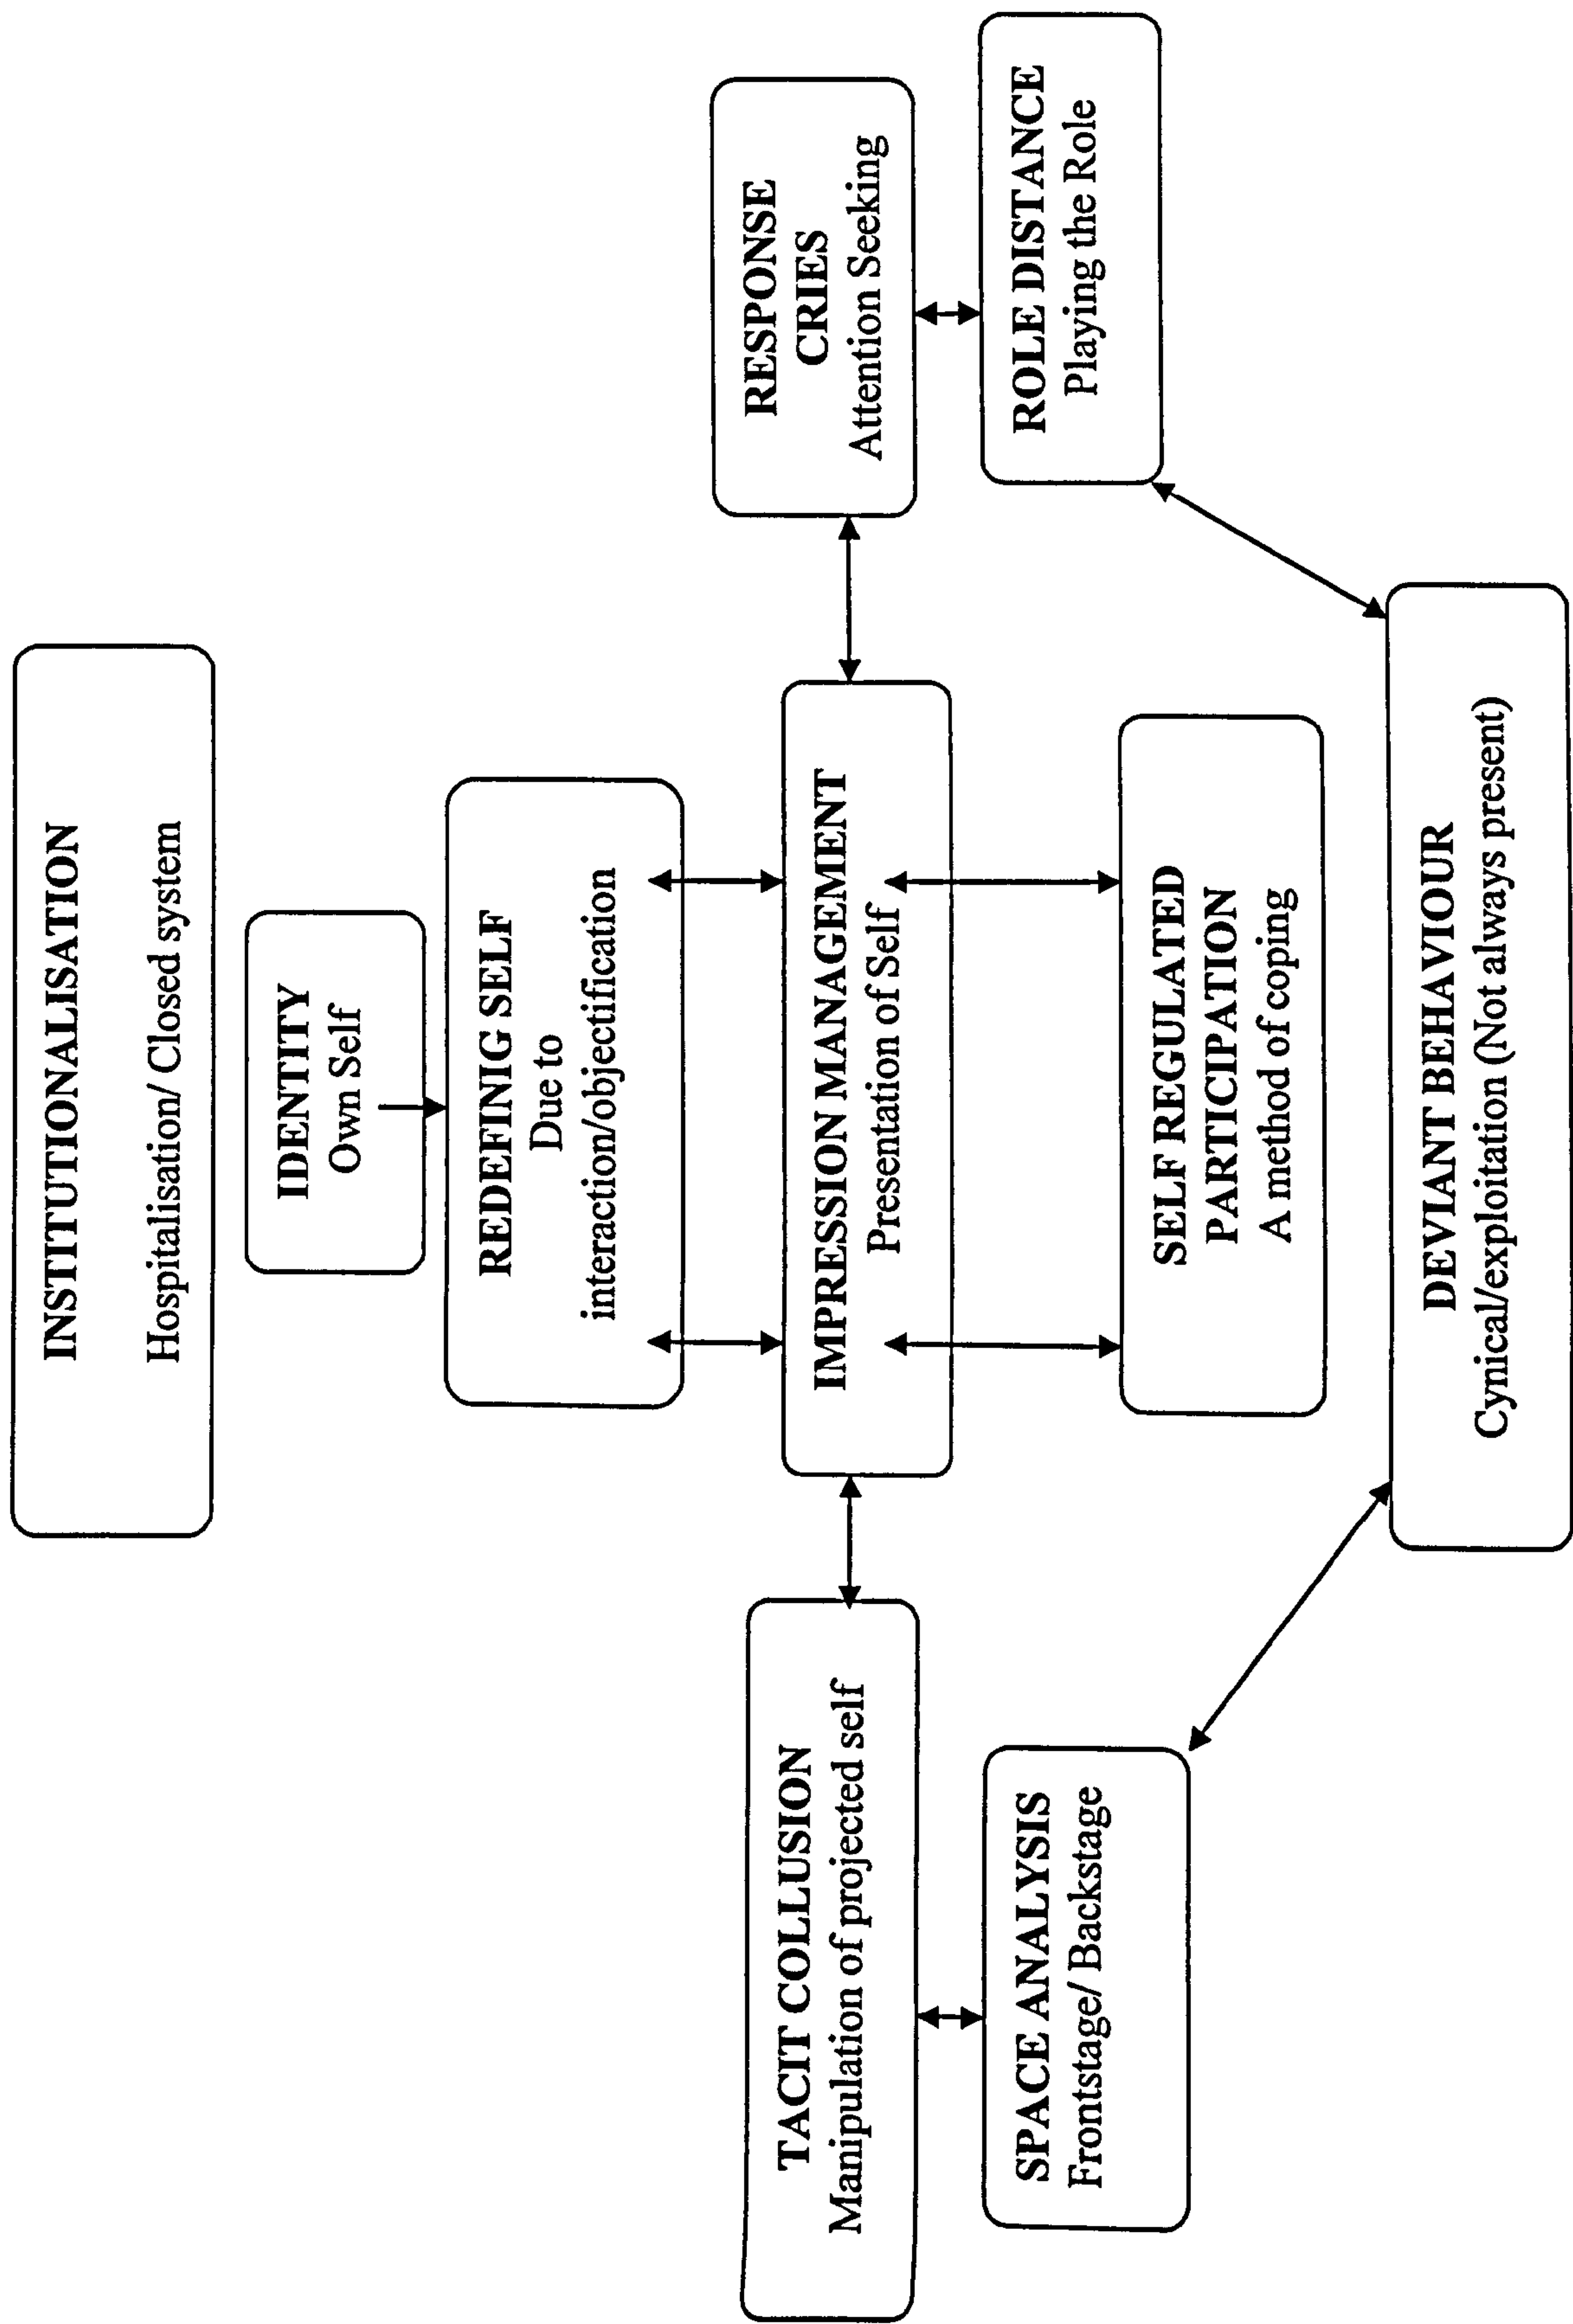 INSTITUTIONALISATION
Hospitalisation/ Closed system
IDENTITY
Own Self
REDEFINIG SELF
Due to
interaction/objectification
TACIT COLLUSION
Manipulation of projected self
IMPRESSION MANAGEMENT
Presentation of Self
RESPONSE
CRIES
Attention Seeking
SPACE ANALYSIS
Frontstage/ Backstage
SELF REGULATED
PARTICIPATION
A method of coping
ROLE DISTANCE
Playing the Role
DEVIANT BEHAVIOUR
Cynical/exploitation (Not always present)